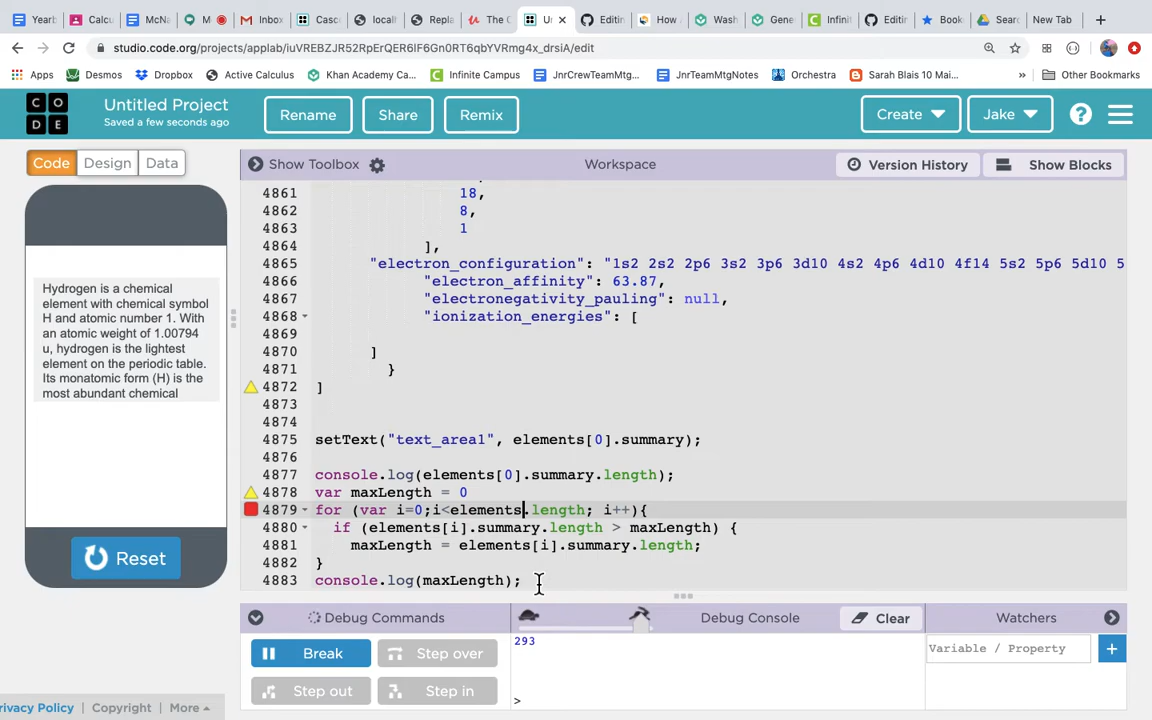 Yearb
Calcu
McNa
M
Inbox
Casc
local
Repla
The C
Ur
Editin
How A
Wash
Gene
Infinit
Editin
Book
Searc
New Tab
studio.code.org/projects/applab/iuVREBZJR52RpErQER6IF6Gn0RT6qbYVRmg4x_drsiA/edit
Apps
Desmos
Dropbox
Active Calculus
Khan Academy Ca...
Infinite Campus
JnrCrewTeamMtg...
JnrTeamMtgNotes
Orchestra
Sarah Blais 10 Mai...
»
Other Bookmarks
C O
D E
Untitled Project
Saved a few seconds ago
Rename
Share
Remix
Create
Jake
?
Code
Design
Data
Show Toolbox
Workspace
Version History
Show Blocks
Hydrogen is a chemical
element with chemical symbol
H and atomic number 1. With
an atomic weight of 1.00794
u, hydrogen is the lightest
element on the periodic table.
Its monatomic form (H) is the
most abundant chemical
Reset
4861 18,
4862 8,
4863 1
4864 ],
4865 "electron_configuration": "1s2 2s2 2p6 3s2 3p6 3d10 4s2 4p6 4d10 4f14 5s2 5p6 5d10 5
4866 "electron_affinity": 63.87,
4867 "electronegativity_pauling": null,
4868 "ionization_energies": [
4869
4870 ]
4871 }
4872 ]
4873
4874
4875 setText("text_area1", elements[0].summary);
4876
4877 console.log(elements[0].summary.length);
4878 var maxLength = 0
4879 for (var i=0;i<elements.length; i++){
4880 if (elements[i].summary.length > maxLength) {
4881 maxLength = elements[i].summary.length;
4882 }
4883 console.log(maxLength);
Debug Commands
Break
Step over
Step out
Step in
Debug Console
Clear
293
>
Watchers
Variable / Property
+
rivacy Policy
Copyright
More